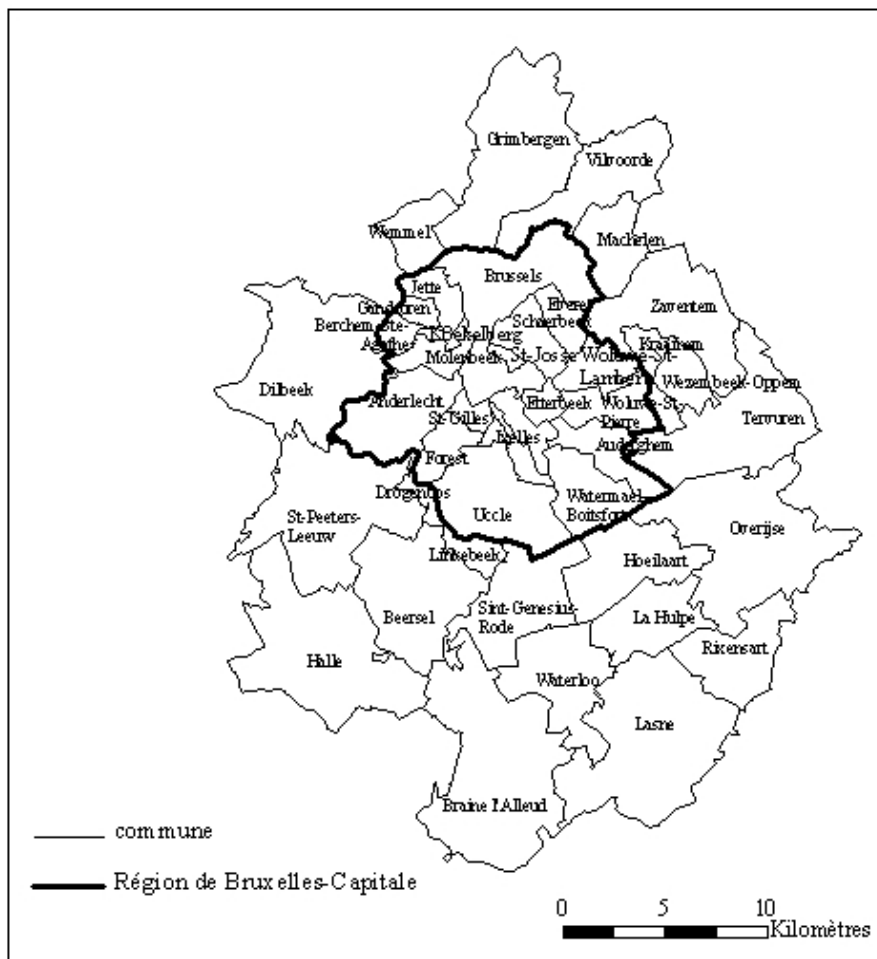 Grimbergen
Vilvoorde
Wemmel
Machelen
Brussels
Jette
Zaventem
Evere
Ganshoren
Schaerbeek
Berchem-Ste-
Agathe
Koekelberg
Kraainem
Molenbeek
St-Josse
Woluwe-St-
Lambert
Wezembeek-Oppem
Dilbeek
Anderlecht
Etterbeek
Woluwe-St-
Pierre
Tervuren
St-Gilles
Ixelles
Auderghem
Forest
Drogenbos
Uccle
Watermael-
Boitsfort
St-Peeters-
Leeuw
Overijse
Linkebeek
Hoeilaart
Beersel
Sint-Genesius-
Rode
La Hulpe
Rixensart
Halle
Waterloo
Lasne
Braine l'Alleud
commune
Région de Bruxelles-Capitale
0 5 10
Kilomètres